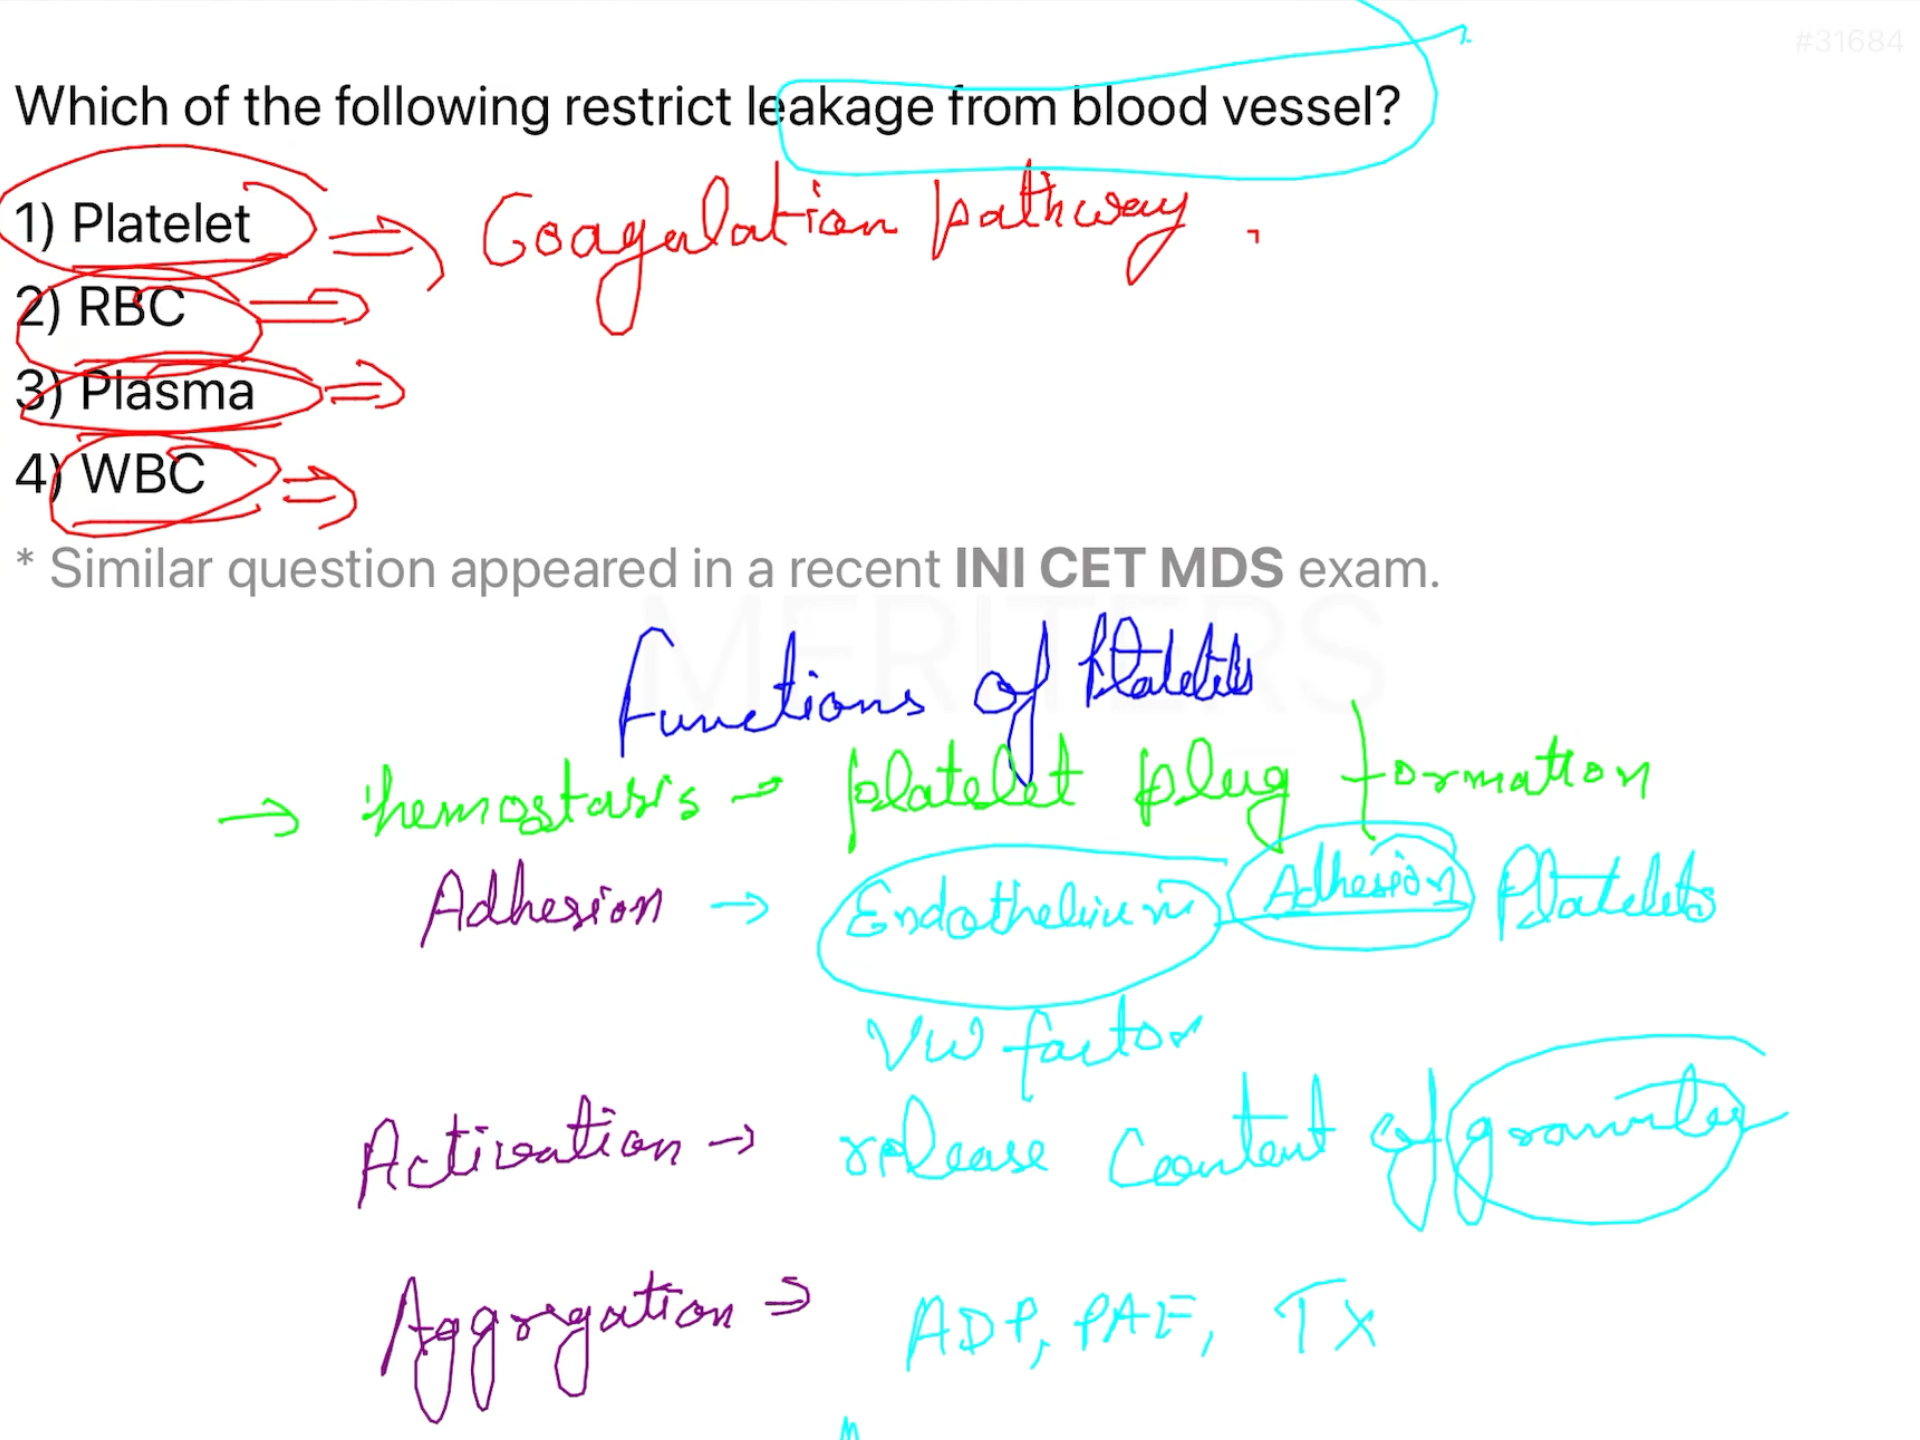 #31684
Which of the following restrict leakage from blood vessel?
1) Platelet ⇒ Coagulation pathway,
2) RBC ⇒
3) Plasma ⇒
4) WBC ⇒
* Similar question appeared in a recent INI CET MDS exam.
MERITERS
Functions of Platelets
→ hemostasis → platelet plug formation
Adhesion → Endothelium Adhesion Platelets
VW factor
Activation → release content of granules
Aggregation ⇒ ADP, PAF, TX